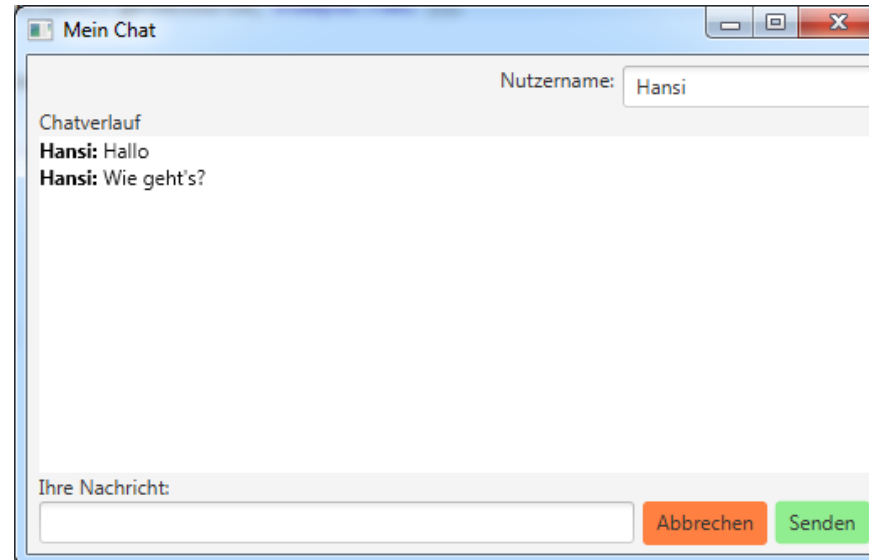 Mein Chat
Nutzername: Hansi
Chatverlauf
Hansi: Hallo
Hansi: Wie geht's?
Ihre Nachricht:
Abbrechen Senden